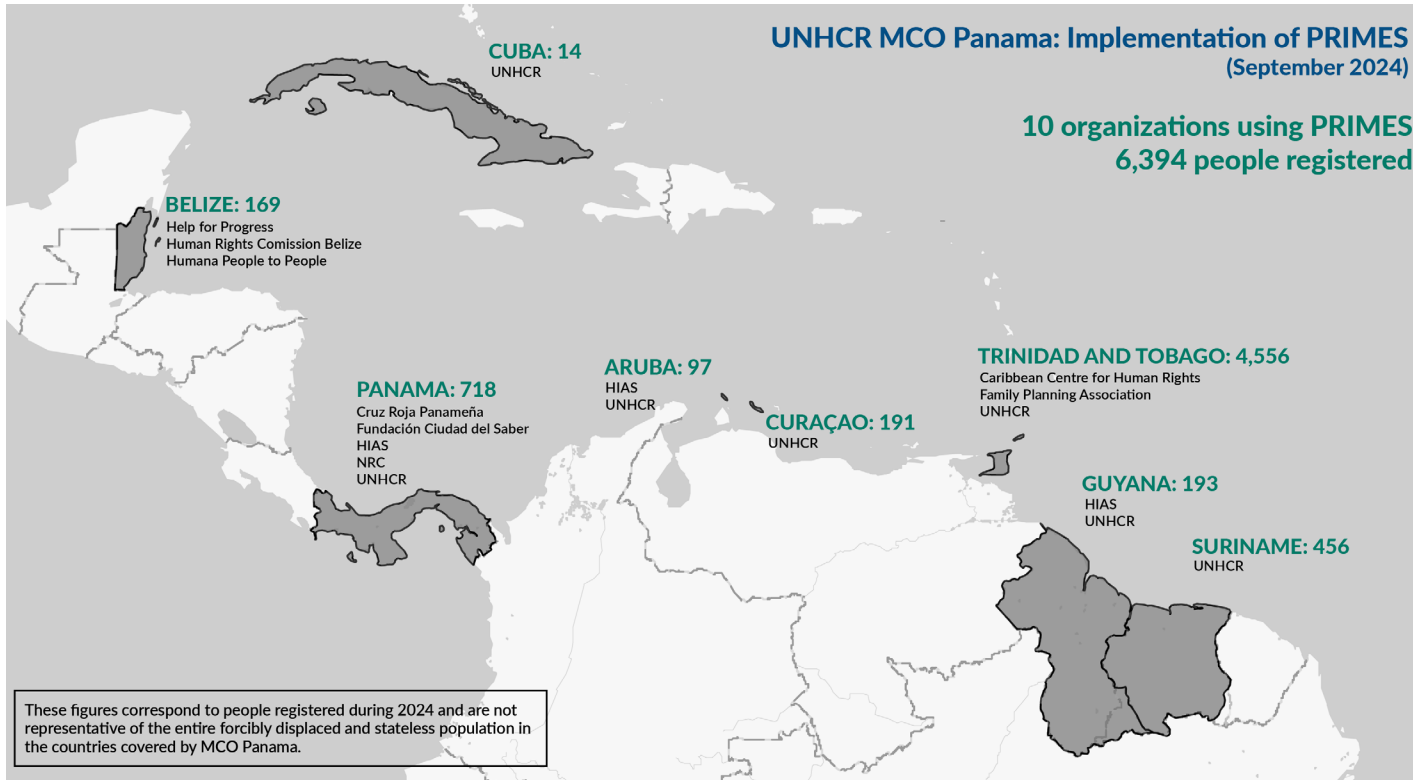 UNHCR MCO Panama: Implementation of PRIMES
(September 2024)
10 organizations using PRIMES
6,394 people registered
CUBA: 14
UNHCR
BELIZE: 169
Help for Progress
Human Rights Comission Belize
Humana People to People
PANAMA: 718
Cruz Roja Panameña
Fundación Ciudad del Saber
HIAS
NRC
UNHCR
ARUBA: 97
HIAS
UNHCR
CURAÇAO: 191
UNHCR
TRINIDAD AND TOBAGO: 4,556
Caribbean Centre for Human Rights
Family Planning Association
UNHCR
GUYANA: 193
HIAS
UNHCR
SURINAME: 456
UNHCR
These figures correspond to people registered during 2024 and are not
representative of the entire forcibly displaced and stateless population in
the countries covered by MCO Panama.